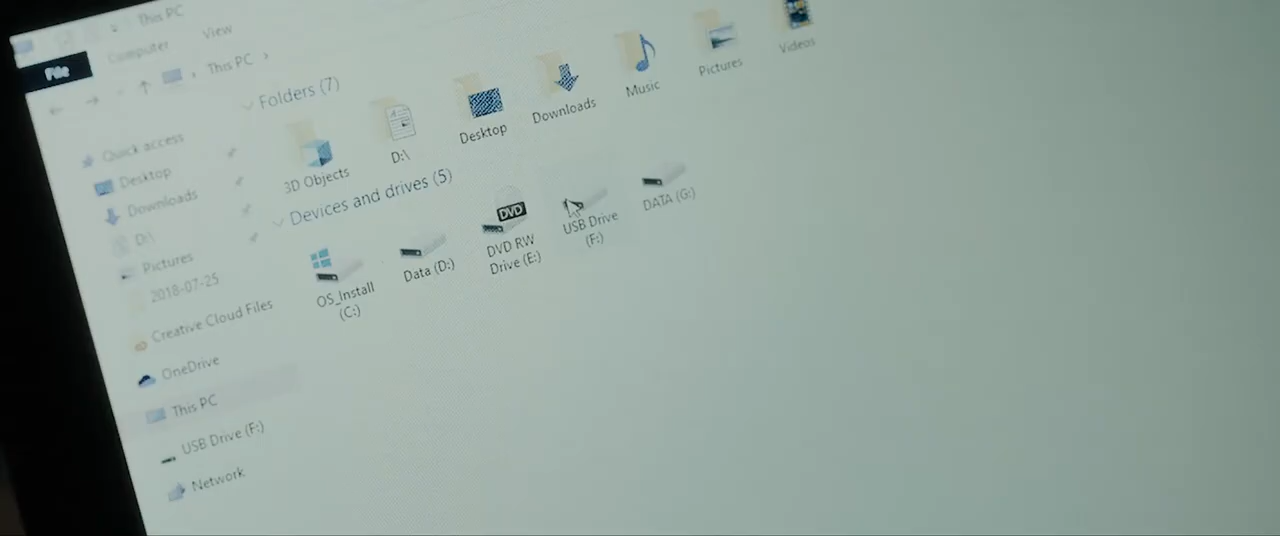 This PC
File
Computer
View
This PC
Quick access
Desktop
Downloads
D:\
Pictures
2018-07-25
Creative Cloud Files
OneDrive
This PC
USB Drive (F:)
Network
Folders (7)
3D Objects
D:\
Desktop
Downloads
Music
Pictures
Videos
Devices and drives (5)
OS_Install
(C:)
Data (D:)
DVD
DVD RW
Drive (E:)
USB Drive
(F:)
DATA (G:)